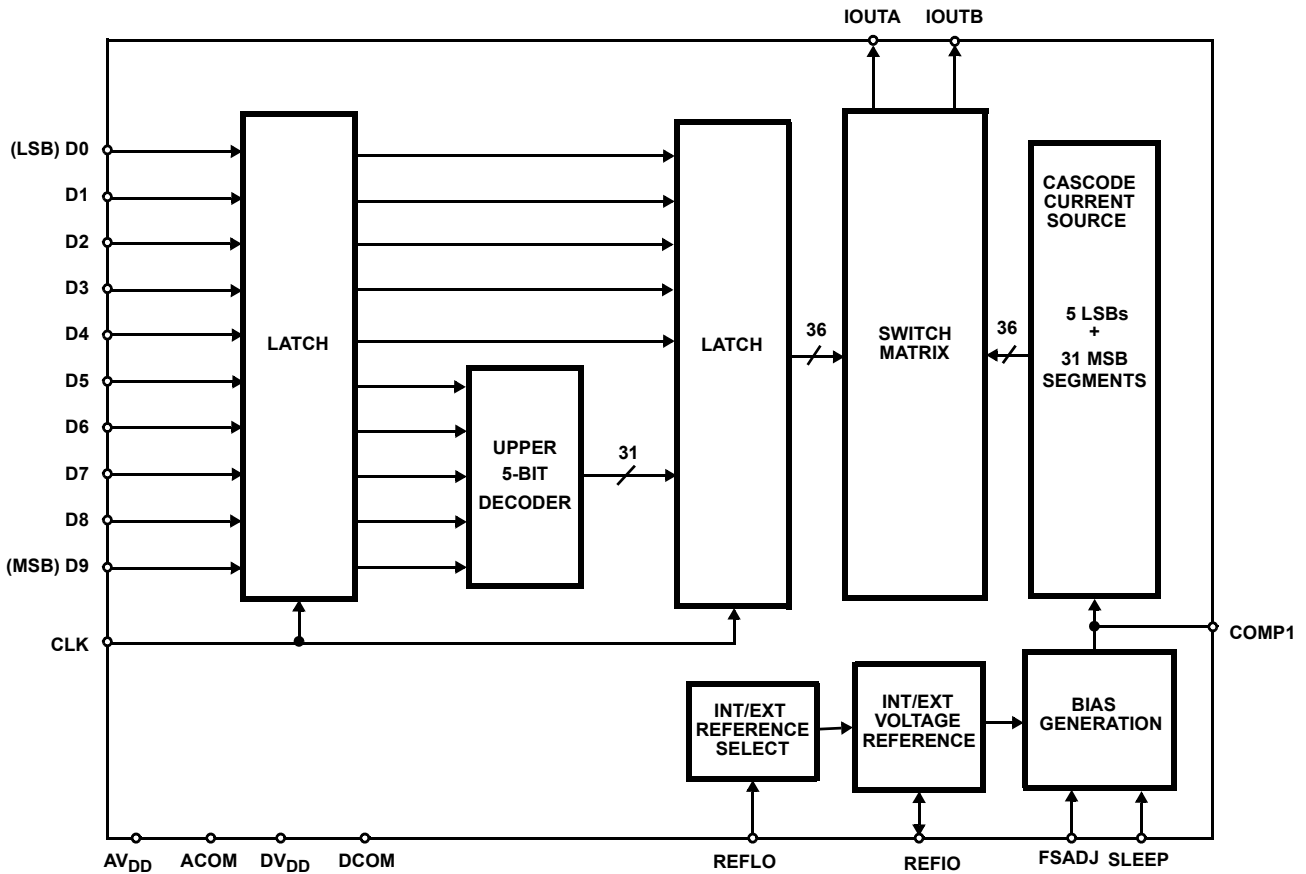 IOUTA IOUTB
(LSB) D0
D1
D2
D3
D4
D5
D6
D7
D8
(MSB) D9
CLK
LATCH
UPPER
5-BIT
DECODER
31
LATCH
36
SWITCH
MATRIX
36
CASCODE
CURRENT
SOURCE
5 LSBs
+
31 MSB
SEGMENTS
COMP1
INT/EXT
REFERENCE
SELECT
INT/EXT
VOLTAGE
REFERENCE
BIAS
GENERATION
AVDD ACOM DVDD DCOM REFLO REFIO FSADJ SLEEP